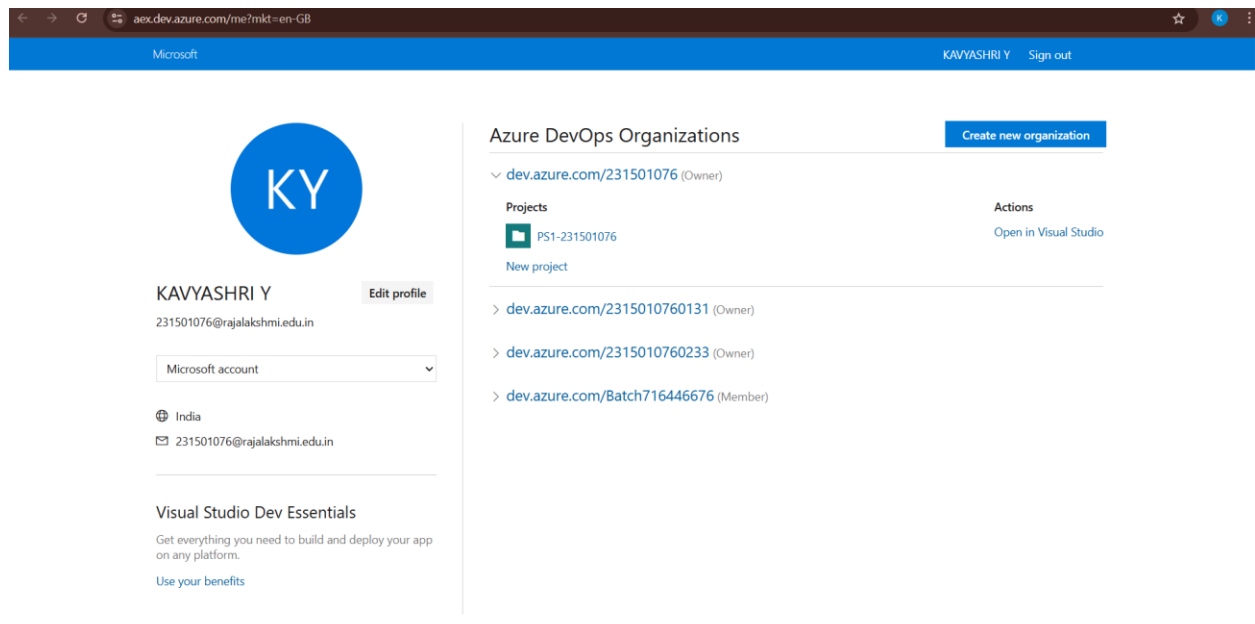 aex.dev.azure.com/me?mkt=en-GB
K
Microsoft
KAVYASHRI Y Sign out
KY
KAVYASHRI Y
Edit profile
231501076@rajalakshmi.edu.in
Microsoft account
India
231501076@rajalakshmi.edu.in
Visual Studio Dev Essentials
Get everything you need to build and deploy your app
on any platform.
Use your benefits
Azure DevOps Organizations
Create new organization
dev.azure.com/231501076 (Owner)
Projects
Actions
PS1-231501076
Open in Visual Studio
New project
dev.azure.com/2315010760131 (Owner)
dev.azure.com/2315010760233 (Owner)
dev.azure.com/Batch716446676 (Member)